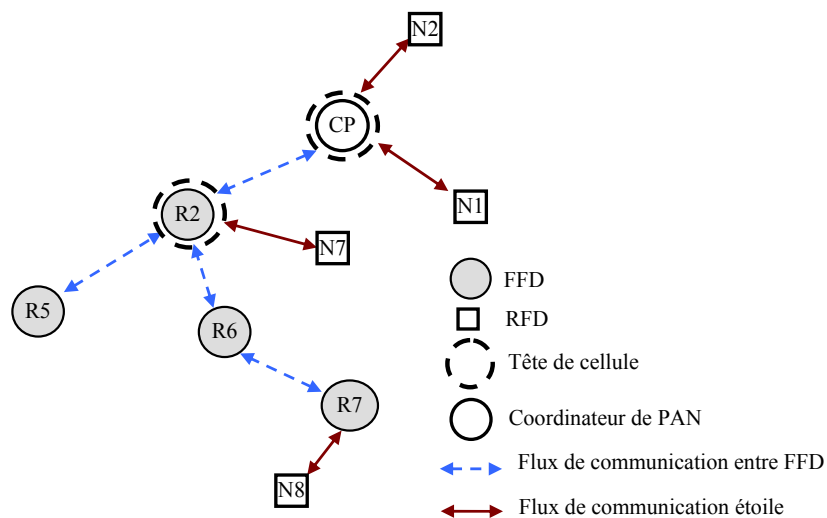 N2
CP
N1
R2
N7
R5
R6
R7
N8
FFD
RFD
Tête de cellule
Coordinateur de PAN
Flux de communication entre FFD
Flux de communication étoile